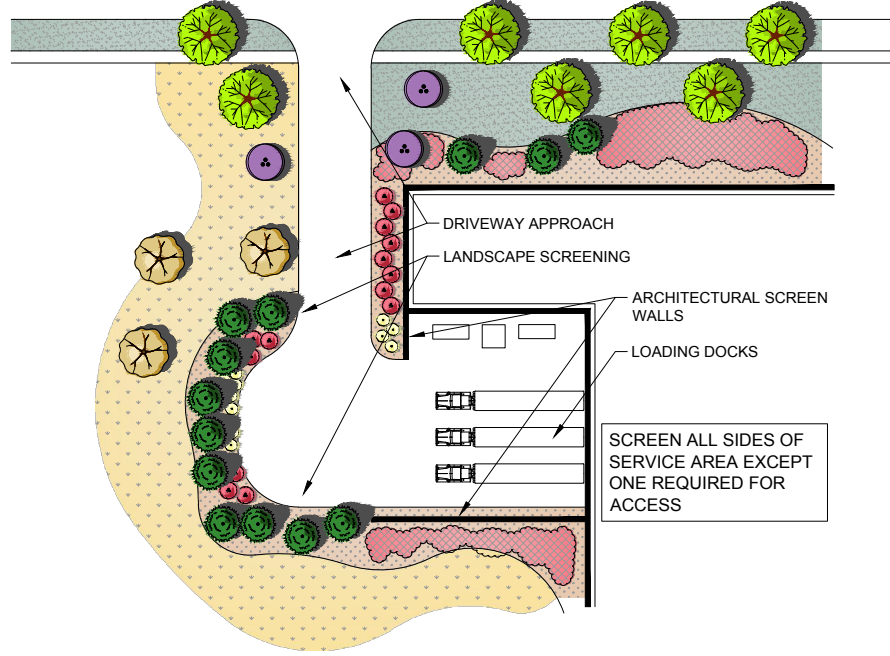 DRIVEWAY APPROACH
LANDSCAPE SCREENING
ARCHITECTURAL SCREEN
WALLS
LOADING DOCKS
SCREEN ALL SIDES OF
SERVICE AREA EXCEPT
ONE REQUIRED FOR
ACCESS